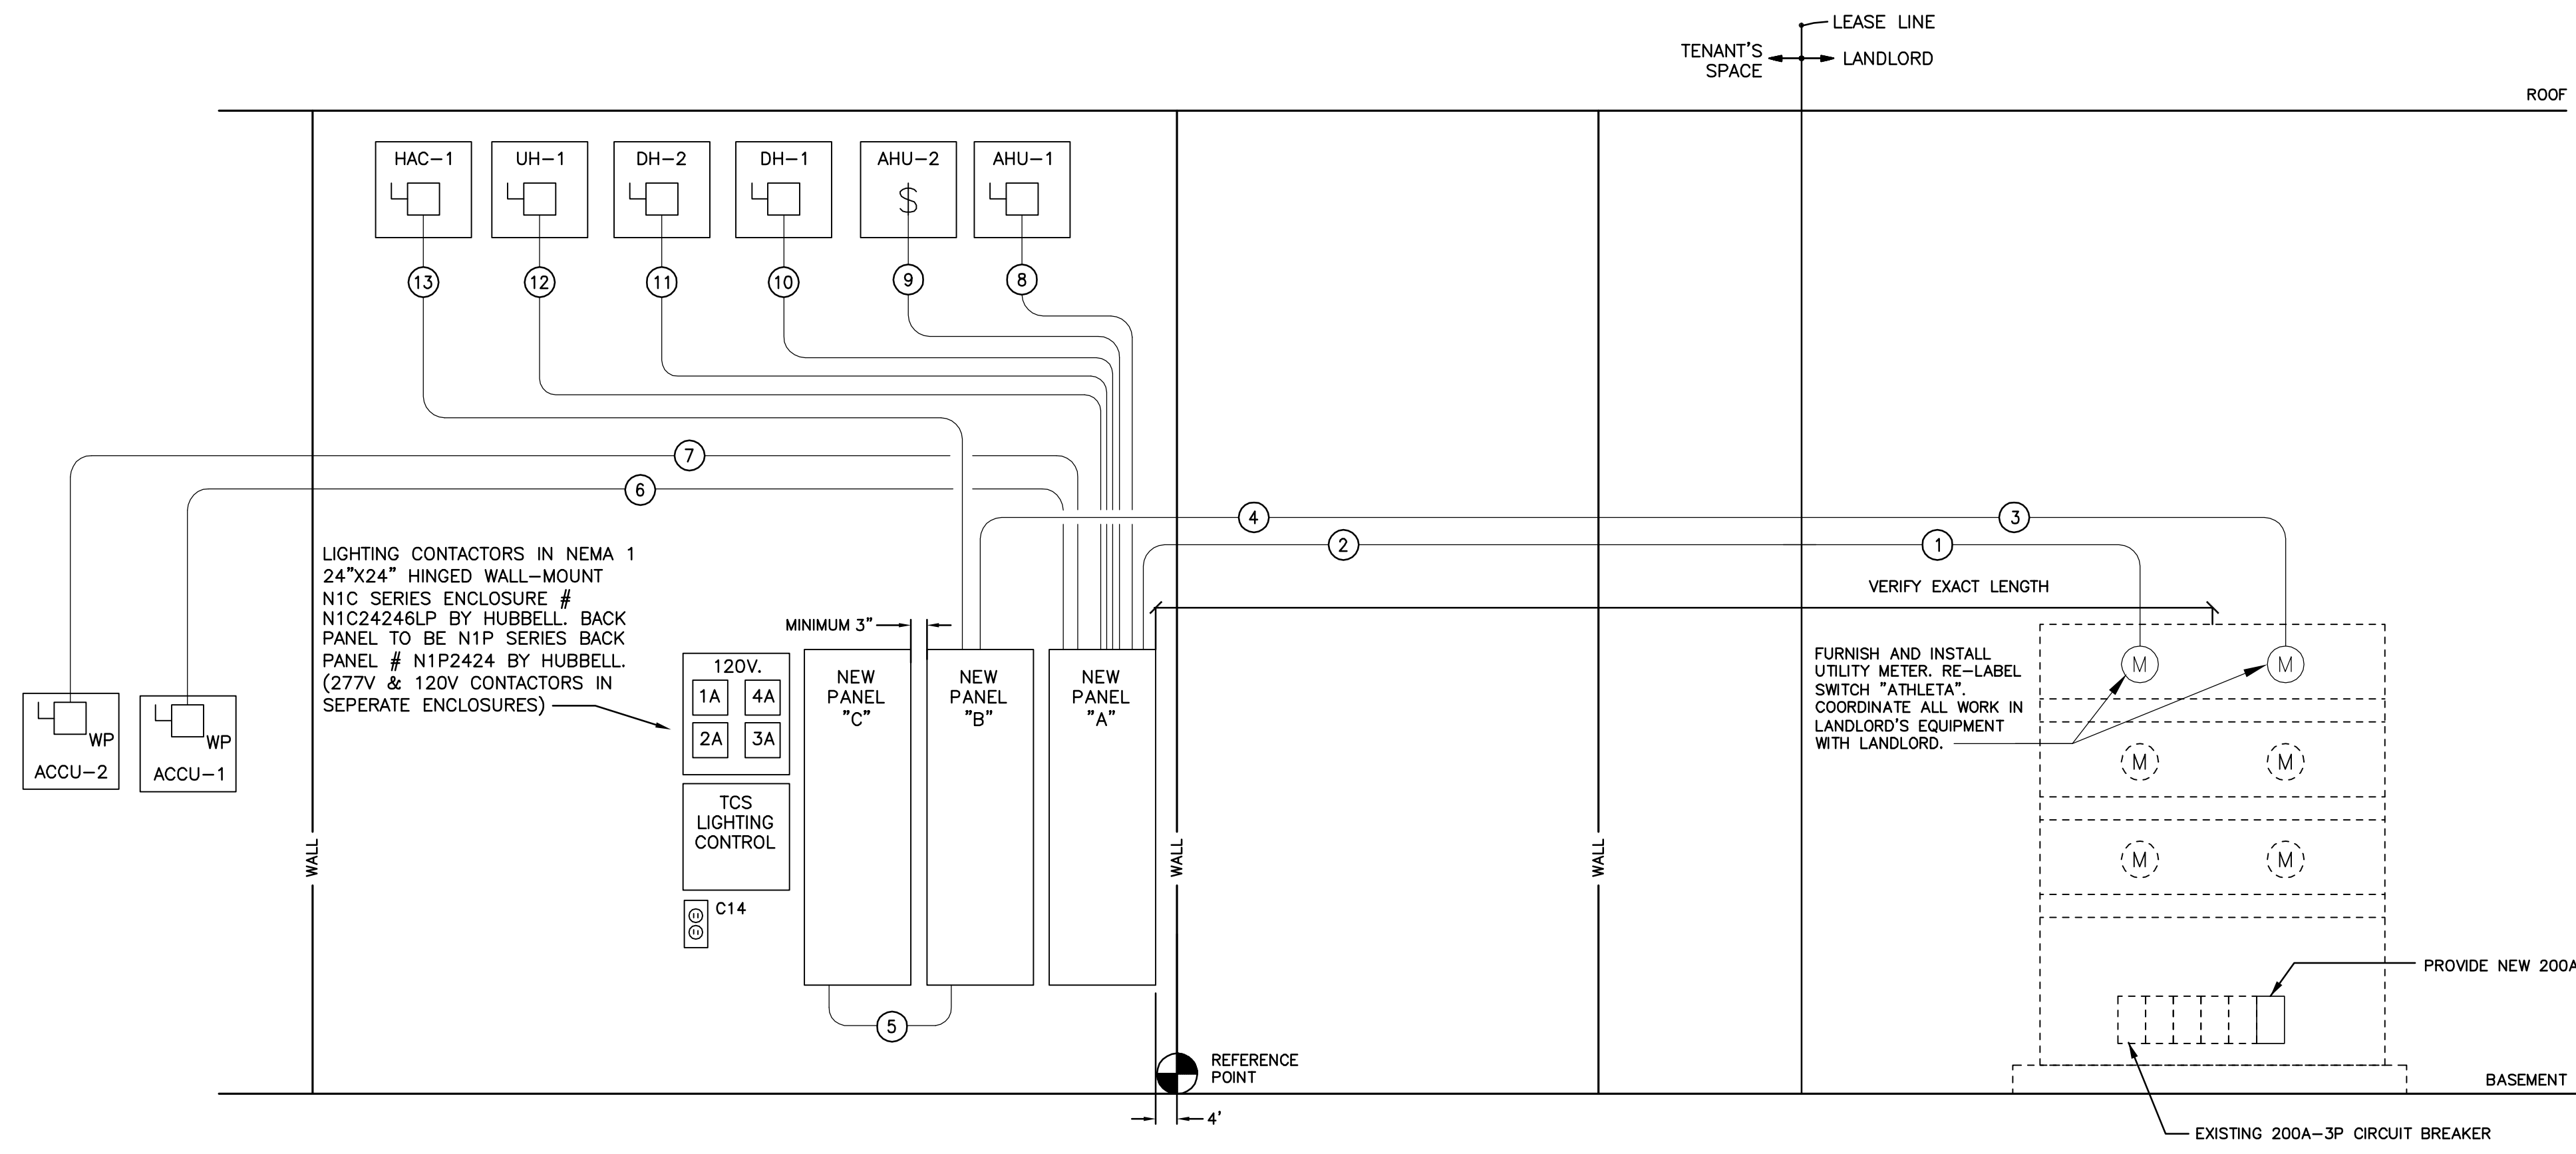 LEASE LINE
TENANT'S
SPACE
LANDLORD
ROOF
HAC-1
UH-1
DH-2
DH-1
AHU-2
AHU-1
$
13
12
11
10
9
8
7
6
4
3
2
1
LIGHTING CONTACTORS IN NEMA 1
24"X24" HINGED WALL-MOUNT
N1C SERIES ENCLOSURE #
N1C24246LP BY HUBBELL. BACK
PANEL TO BE N1P SERIES BACK
PANEL # N1P2424 BY HUBBELL.
(277V & 120V CONTACTORS IN
SEPERATE ENCLOSURES)
VERIFY EXACT LENGTH
MINIMUM 3"
120V.
1A
4A
2A
3A
NEW
PANEL
"C"
NEW
PANEL
"B"
NEW
PANEL
"A"
FURNISH AND INSTALL
UTILITY METER. RE-LABEL
SWITCH "ATHLETA".
COORDINATE ALL WORK IN
LANDLORD'S EQUIPMENT
WITH LANDLORD.
M
M
M
M
M
M
WP
ACCU-2
WP
ACCU-1
TCS
LIGHTING
CONTROL
WALL
WALL
WALL
C14
PROVIDE NEW 200A
5
REFERENCE
POINT
BASEMENT
4'
EXISTING 200A-3P CIRCUIT BREAKER